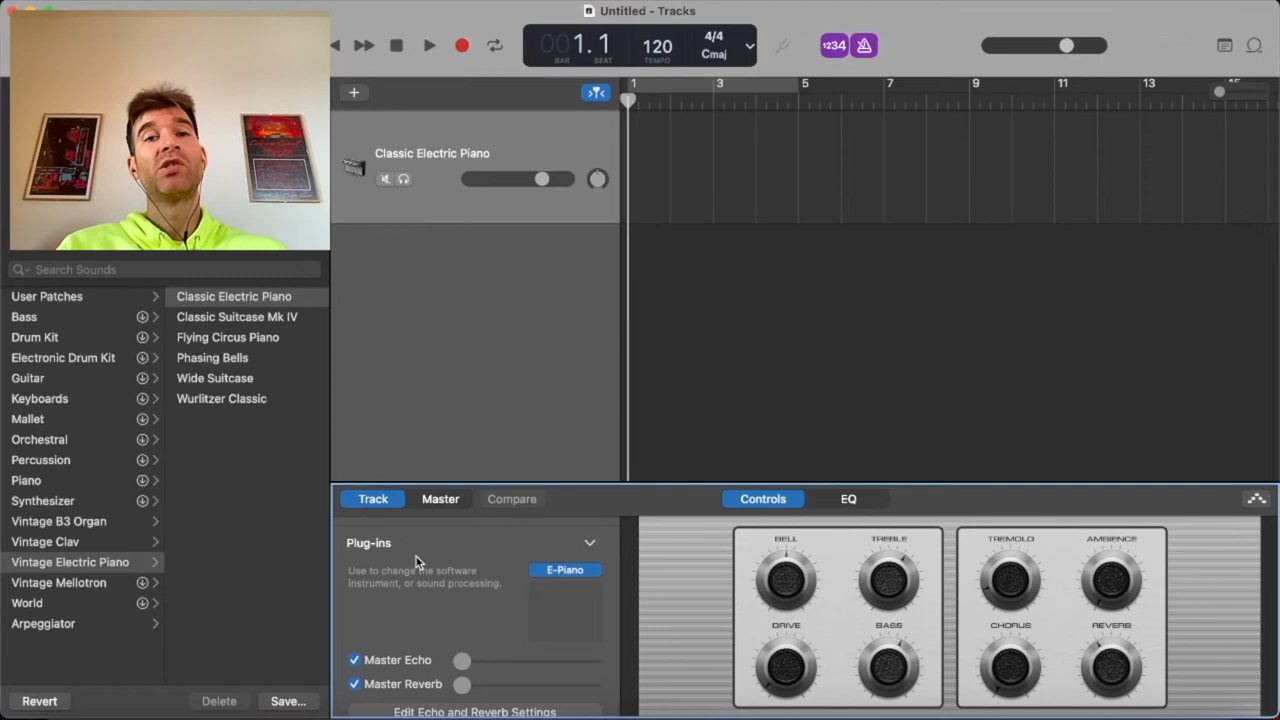 Untitled - Tracks
001.1
BAR BEAT
120
TEMPO
4/4
Cmaj
1234
1 3 5 7 9 11 13 15
Classic Electric Piano
Search Sounds
User Patches
Bass
Drum Kit
Electronic Drum Kit
Guitar
Keyboards
Mallet
Orchestral
Percussion
Piano
Synthesizer
Vintage B3 Organ
Vintage Clav
Vintage Electric Piano
Vintage Mellotron
World
Arpeggiator
Classic Electric Piano
Classic Suitcase Mk IV
Flying Circus Piano
Phasing Bells
Wide Suitcase
Wurlitzer Classic
Revert Delete Save...
Track Master Compare Controls EQ
Plug-ins
Use to change the software
instrument, or sound processing.
E-Piano
Master Echo
Master Reverb
Edit Echo and Reverb Settings
BELL TREBLE TREMOLO AMBIENCE
DRIVE BASS CHORUS REVERB